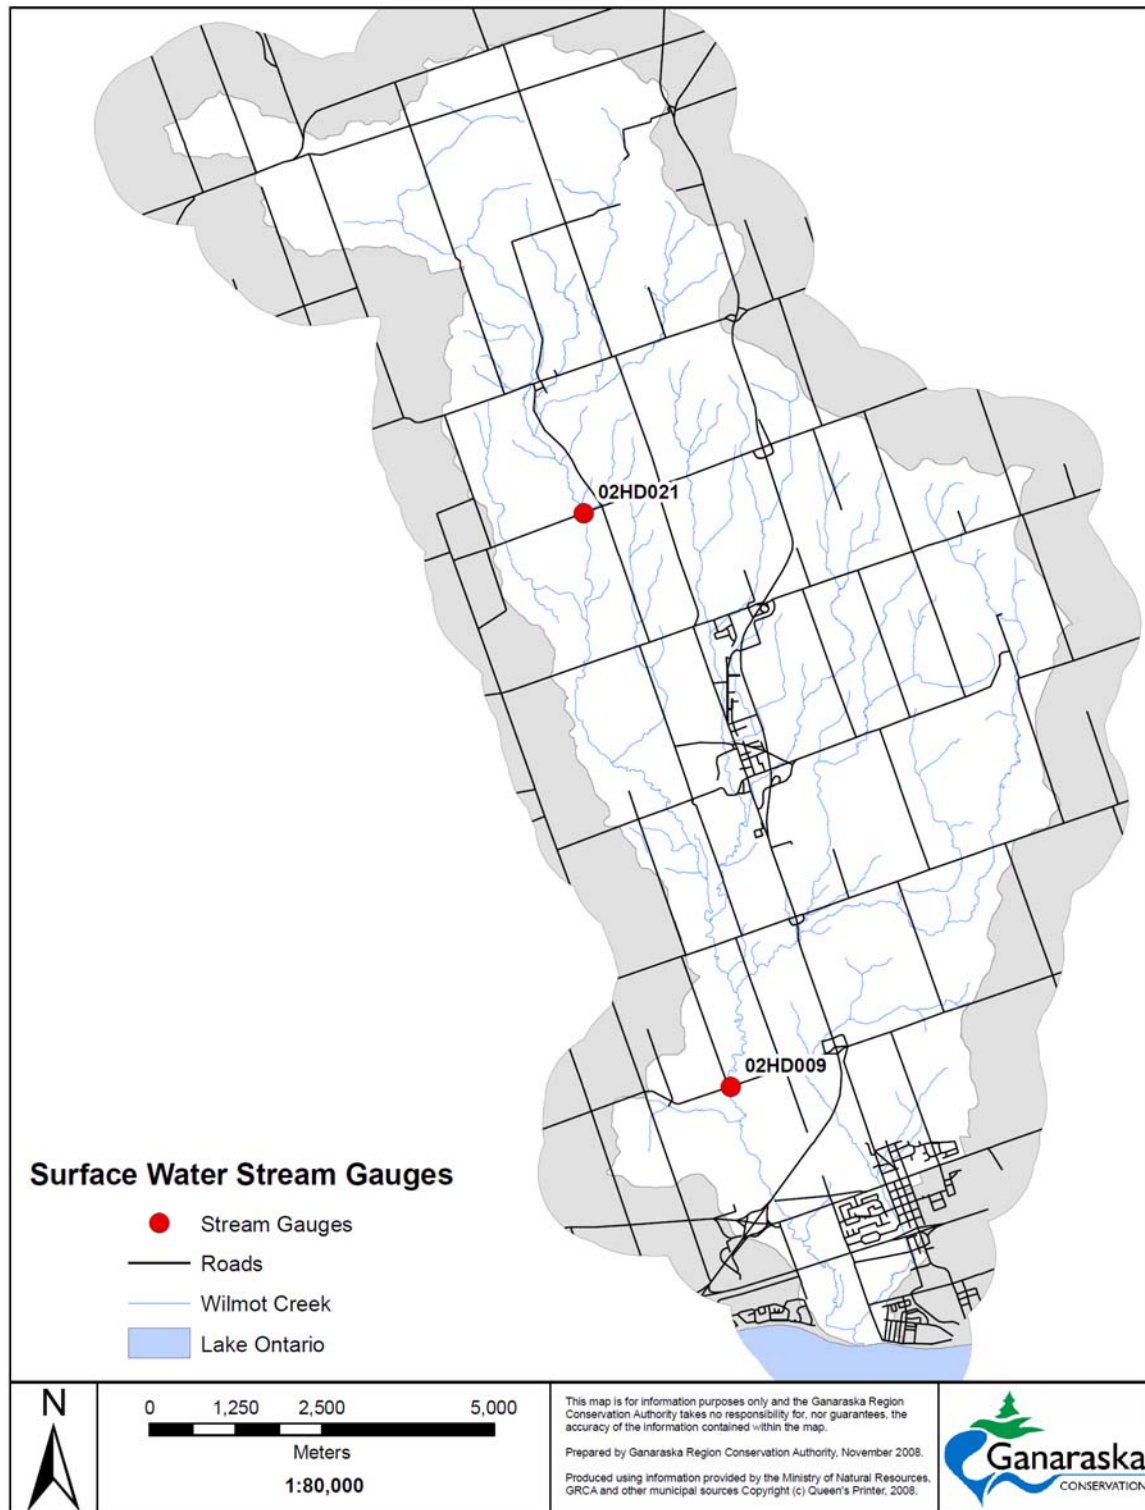 02HD021
02HD009
Surface Water Stream Gauges
Stream Gauges
Roads
Wilmot Creek
Lake Ontario
N
0 1,250 2,500 5,000
Meters
1:80,000
This map is for information purposes only and the Ganaraska Region
Conservation Authority takes no responsibility for, nor guarantees, the
accuracy of the information contained within the map.
Prepared by Ganaraska Region Conservation Authority, November 2008.
Produced using information provided by the Ministry of Natural Resources,
GRCA and other municipal sources Copyright (c) Queen's Printer, 2008.
Ganaraska
CONSERVATION